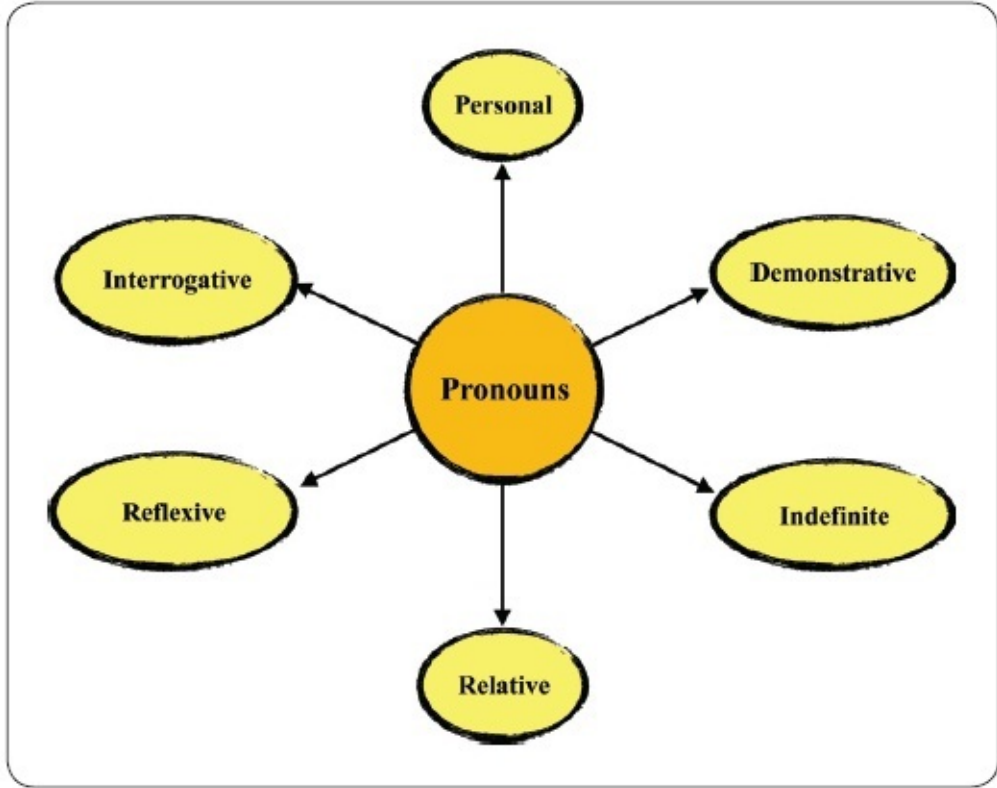 Personal
Interrogative
Demonstrative
Pronouns
Reflexive
Indefinite
Relative